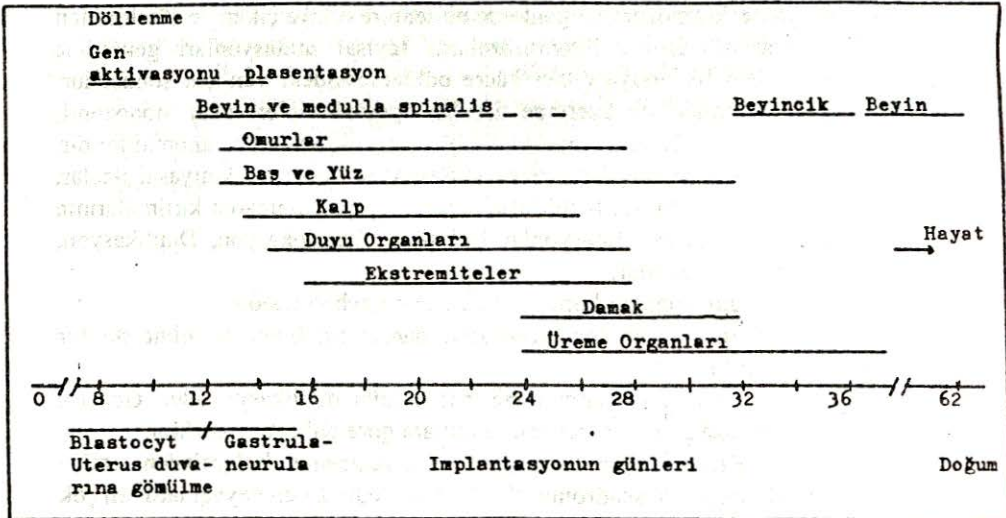 Döllenme
Gen
aktivasyonu plasentasyon
Beyin ve medulla spinalis Beyincik Beyin
Omurlar
Baş ve Yüz
Kalp
Duyu Organları Hayat
Ekstremiteler
Damak
Üreme Organları
0 8 12 16 20 24 28 32 36 62
Blastocyt / Gastrula-
Uterus duva- neurula Implantasyonun günleri Doğum
rına gömülme